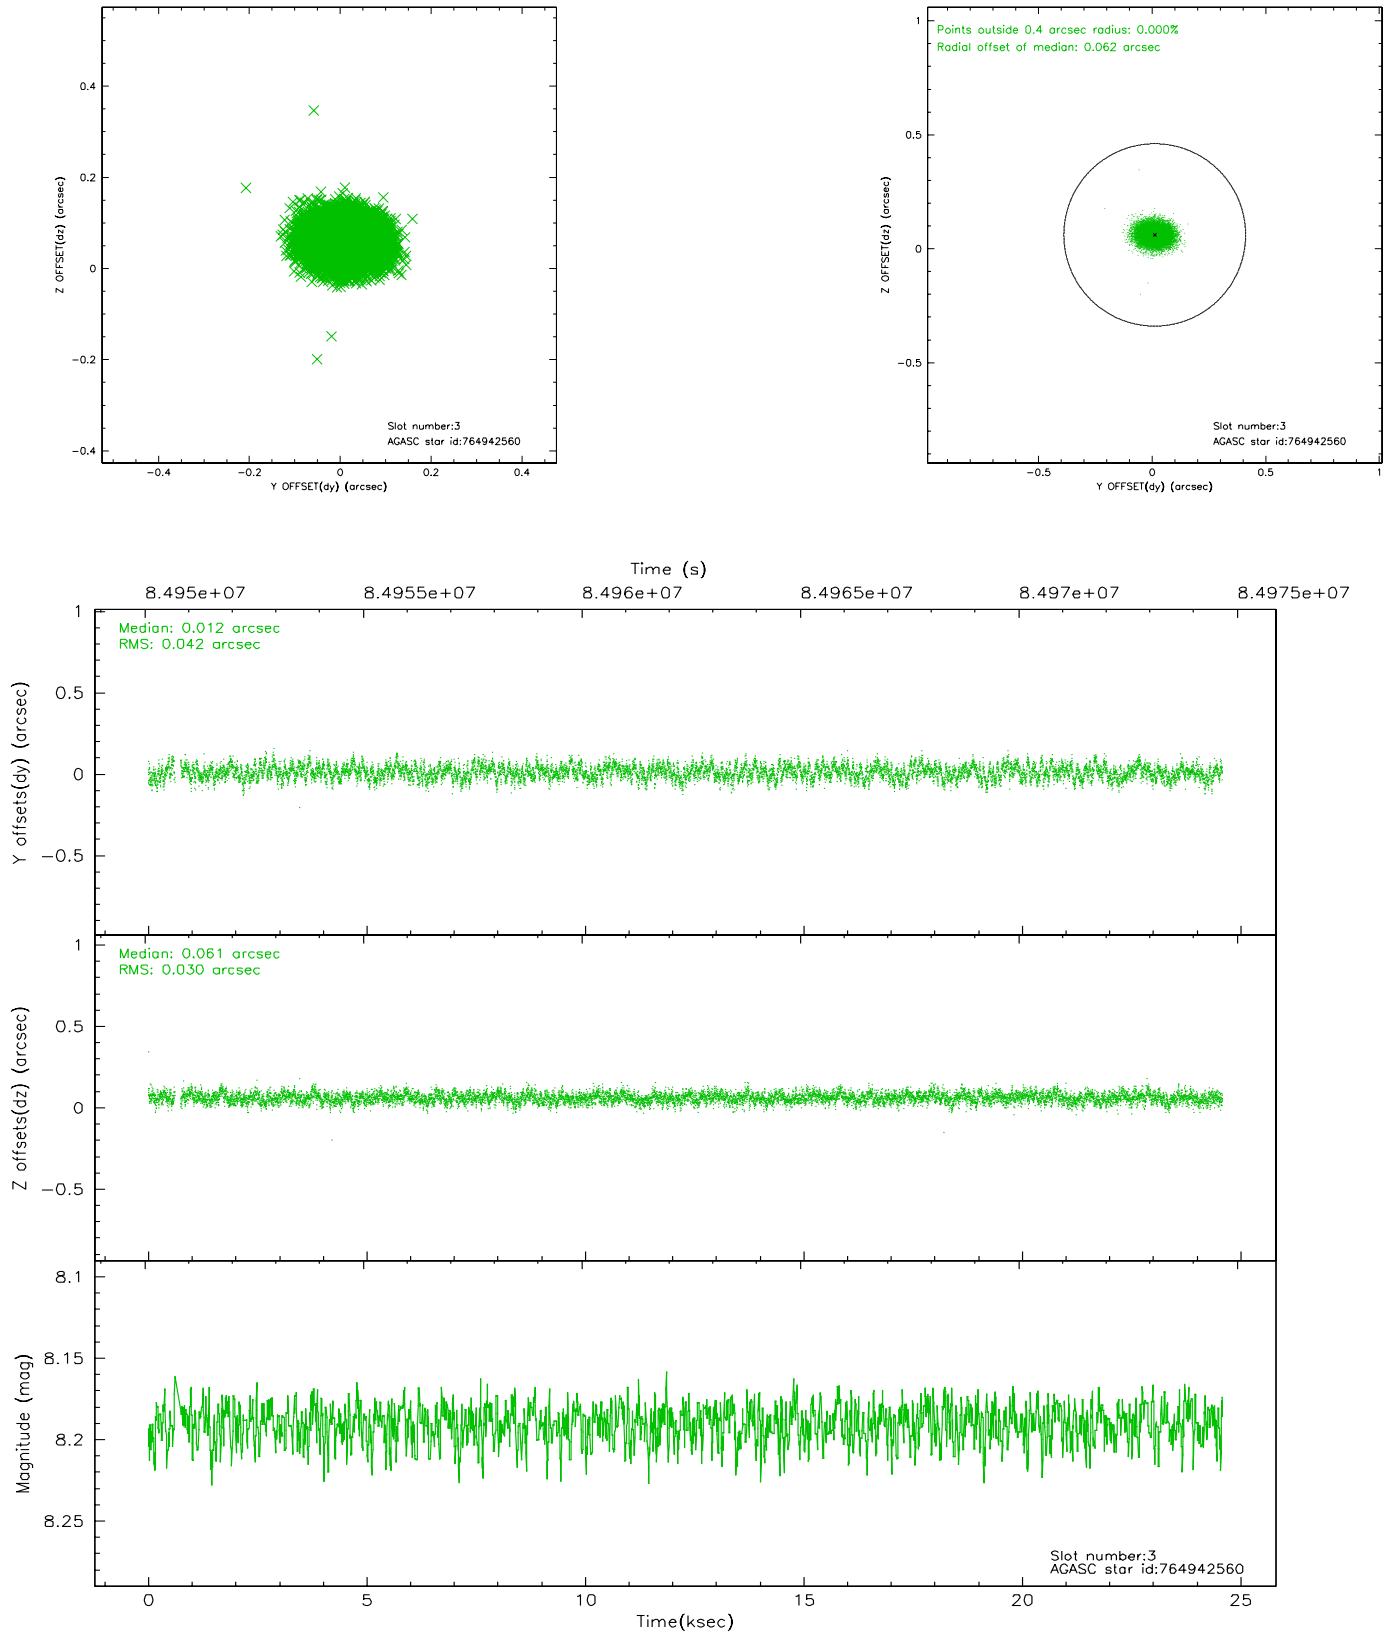 0.4
0.2
0
−0.2
−0.4
Z OFFSET(dz) (arcsec)
Slot number:3
AGASC star id:764942560
−0.4 −0.2 0 0.2 0.4
Y OFFSET(dy) (arcsec)
Points outside 0.4 arcsec radius: 0.000%
Radial offset of median: 0.062 arcsec
1
0.5
0
−0.5
Z OFFSET(dz) (arcsec)
Slot number:3
AGASC star id:764942560
−0.5 0 0.5 1
Y OFFSET(dy) (arcsec)
Time (s)
8.495e+07 8.4955e+07 8.496e+07 8.4965e+07 8.497e+07 8.4975e+07
Median: 0.012 arcsec
RMS: 0.042 arcsec
1
0.5
0
−0.5
Y offsets(dy) (arcsec)
Median: 0.061 arcsec
RMS: 0.030 arcsec
1
0.5
0
−0.5
Z offsets(dz) (arcsec)
8.1
8.15
8.2
8.25
Magnitude (mag)
Slot number:3
AGASC star id:764942560
0 5 10 15 20 25
Time(ksec)